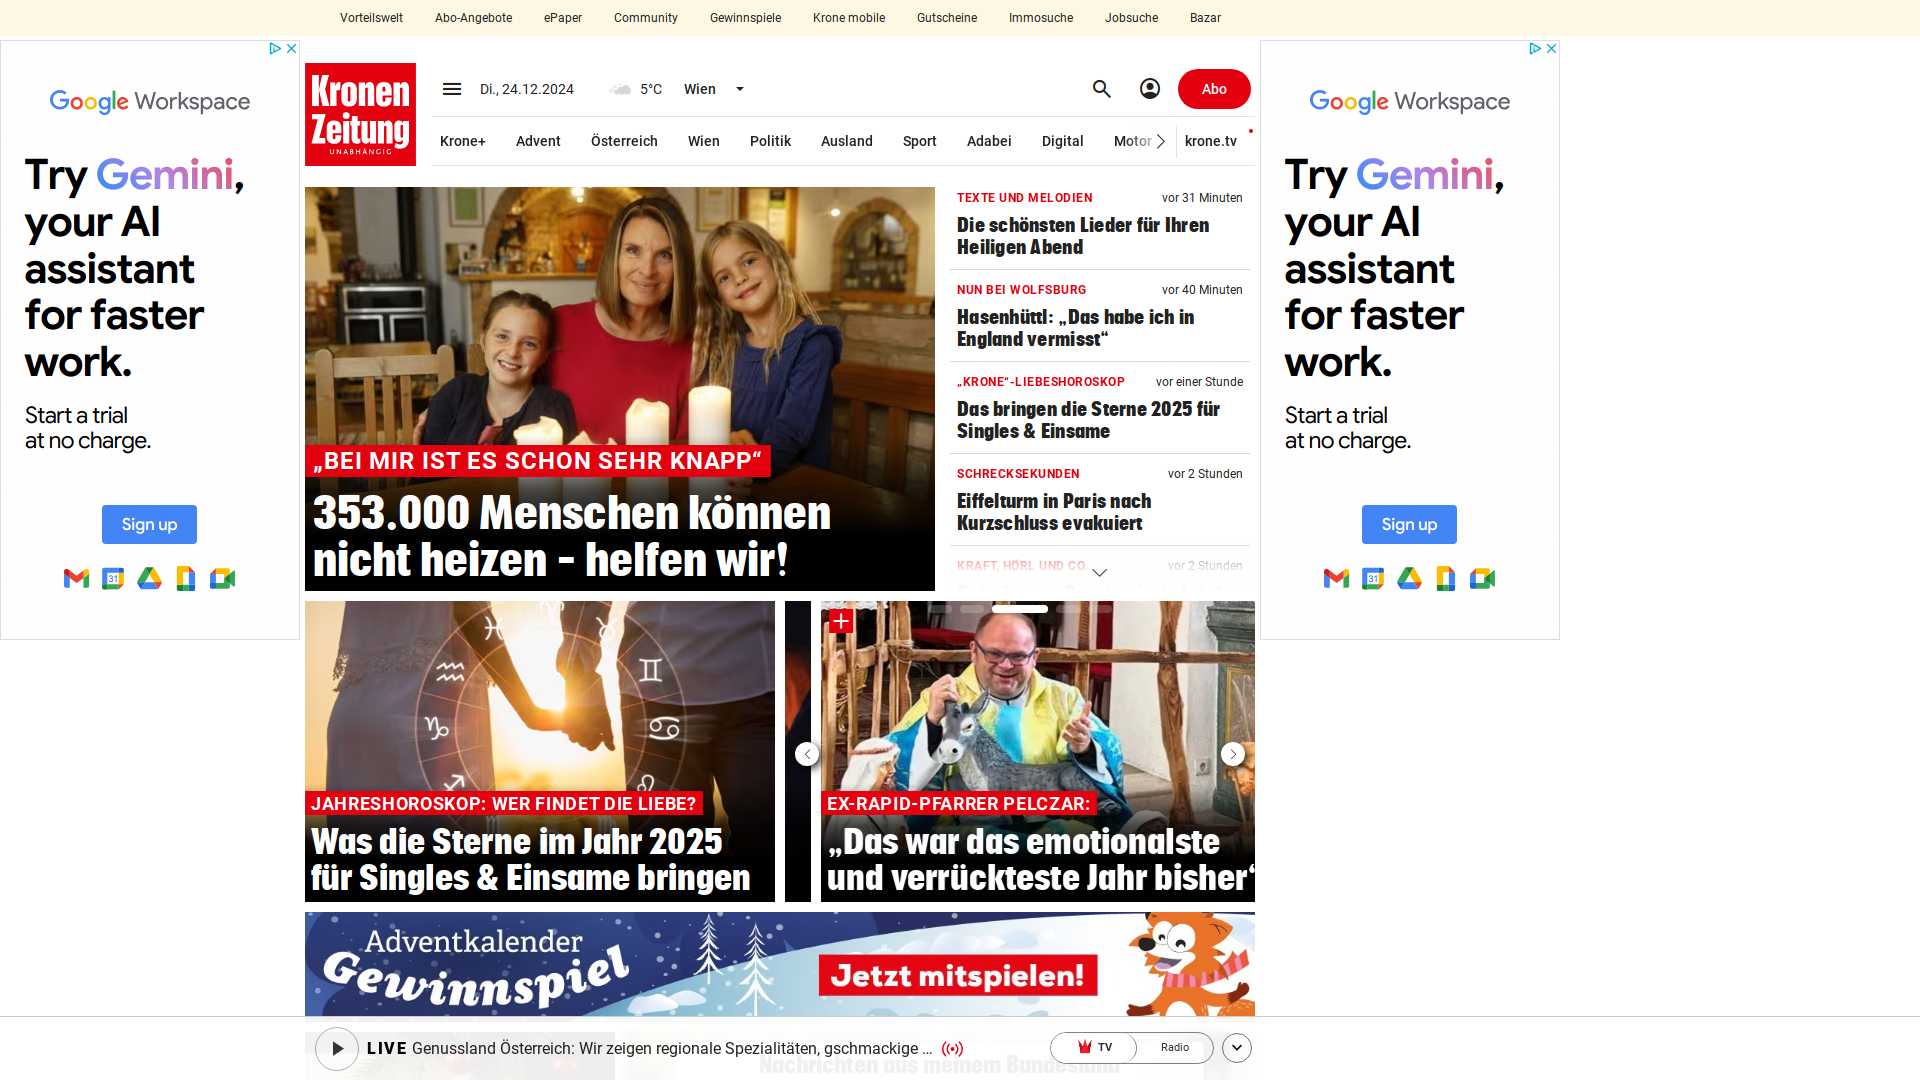 Vorteilswelt
Abo-Angebote
ePaper
Community
Gewinnspiele
Krone mobile
Gutscheine
Immosuche
Jobsuche
Bazar
Google Workspace
Try Gemini,
your AI
assistant
for faster
work.
Start a trial
at no charge.
Sign up
31
Kronen
Zeitung
UNABHÄNGIG
Di., 24.12.2024
5°C
Wien
Abo
Krone+
Advent
Österreich
Wien
Politik
Ausland
Sport
Adabei
Digital
Motor
krone.tv
„BEI MIR IST ES SCHON SEHR KNAPP“
353.000 Menschen können
nicht heizen – helfen wir!
TEXTE UND MELODIEN
vor 31 Minuten
Die schönsten Lieder für Ihren
Heiligen Abend
NUN BEI WOLFSBURG
vor 40 Minuten
Hasenhüttl: „Das habe ich in
England vermisst“
„KRONE“-LIEBESHOROSKOP
vor einer Stunde
Das bringen die Sterne 2025 für
Singles & Einsame
SCHRECKSEKUNDEN
vor 2 Stunden
Eiffelturm in Paris nach
Kurzschluss evakuiert
KRAFT, HÖRL UND CO.
vor 2 Stunden
Google Workspace
Try Gemini,
your AI
assistant
for faster
work.
Start a trial
at no charge.
Sign up
31
JAHRESHOROSKOP: WER FINDET DIE LIEBE?
Was die Sterne im Jahr 2025
für Singles & Einsame bringen
EX-RAPID-PFARRER PELCZAR:
„Das war das emotionalste
und verrückteste Jahr bisher“
Adventkalender
Gewinnspiel
Jetzt mitspielen!
LIVE Genussland Österreich: Wir zeigen regionale Spezialitäten, gschmackige ...
TV
Radio
Nachrichten aus meinem Bundesland